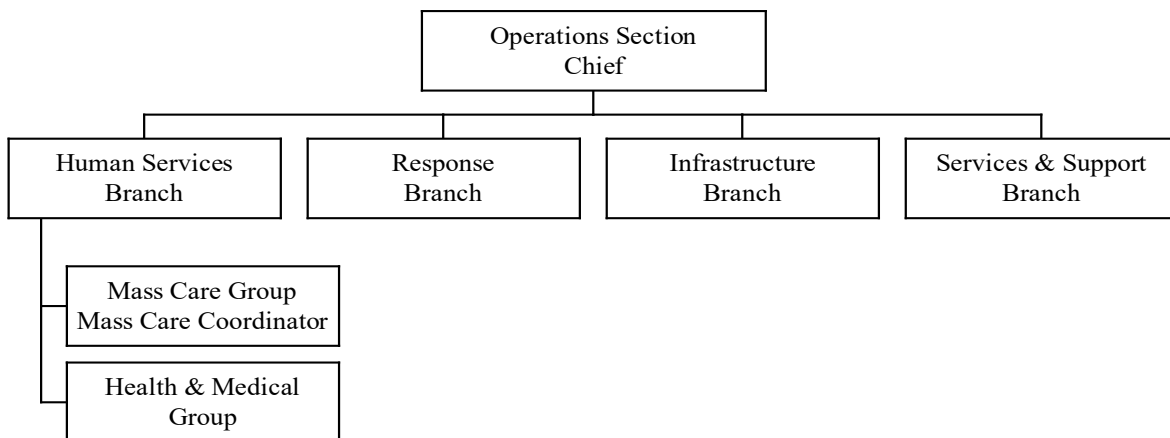 Operations Section
Chief
Human Services
Branch
Response
Branch
Infrastructure
Branch
Services & Support
Branch
Mass Care Group
Mass Care Coordinator
Health & Medical
Group